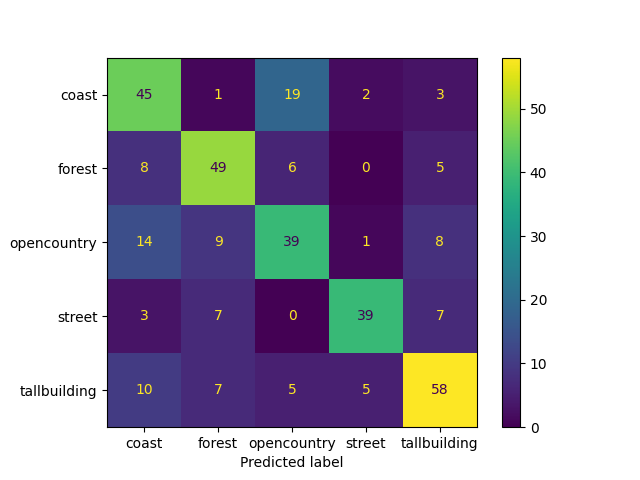 coast 45 1 19 2 3
forest 8 49 6 0 5
opencountry 14 9 39 1 8
street 3 7 0 39 7
tallbuilding 10 7 5 5 58
coast forest opencountry street tallbuilding
Predicted label
50
40
30
20
10
0